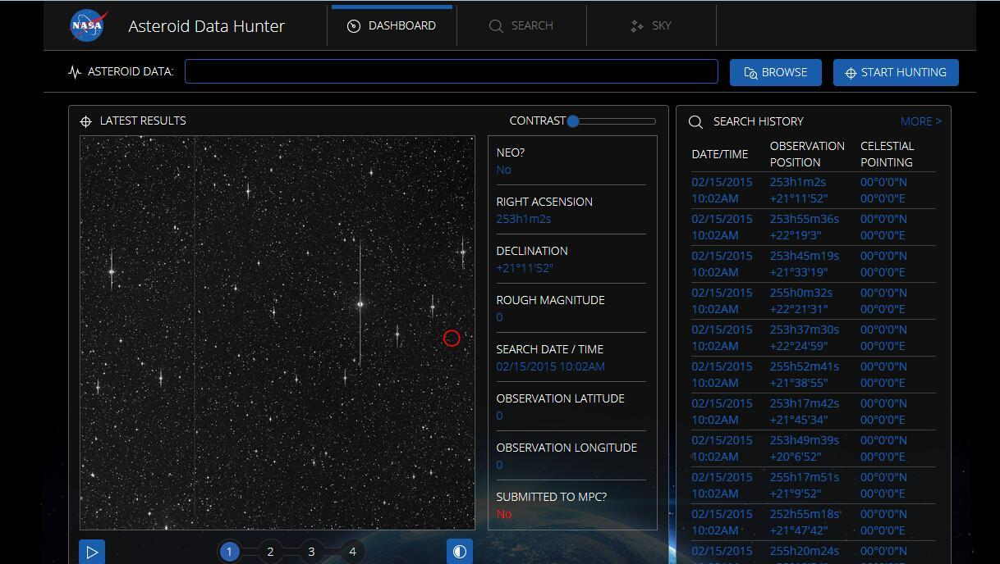 NASA
Asteroid Data Hunter
DASHBOARD
SEARCH
SKY
ASTEROID DATA:
BROWSE
START HUNTING
LATEST RESULTS
CONTRAST
NEO?
No
RIGHT ACSENSION
253h1m2s
DECLINATION
+21°11'52"
ROUGH MAGNITUDE
0
SEARCH DATE / TIME
02/15/2015 10:02AM
OBSERVATION LATITUDE
0
OBSERVATION LONGITUDE
0
SUBMITTED TO MPC?
No
1 2 3 4
SEARCH HISTORY
MORE >
DATE/TIME
OBSERVATION
POSITION
CELESTIAL
POINTING
02/15/2015 253h1m2s 00°0'0"N
10:02AM +21°11'52" 00°0'0"E
02/15/2015 253h55m36s 00°0'0"N
10:02AM +22°19'3" 00°0'0"E
02/15/2015 253h45m19s 00°0'0"N
10:02AM +21°33'19" 00°0'0"E
02/15/2015 255h0m32s 00°0'0"N
10:02AM +22°21'31" 00°0'0"E
02/15/2015 253h37m30s 00°0'0"N
10:02AM +22°24'59" 00°0'0"E
02/15/2015 255h52m41s 00°0'0"N
10:02AM +21°38'55" 00°0'0"E
02/15/2015 253h17m42s 00°0'0"N
10:02AM +21°45'34" 00°0'0"E
02/15/2015 253h49m39s 00°0'0"N
10:02AM +20°6'52" 00°0'0"E
02/15/2015 255h17m51s 00°0'0"N
10:02AM +21°9'52" 00°0'0"E
02/15/2015 252h55m18s 00°0'0"N
10:02AM +21°47'42" 00°0'0"E
02/15/2015 255h20m24s 00°0'0"N